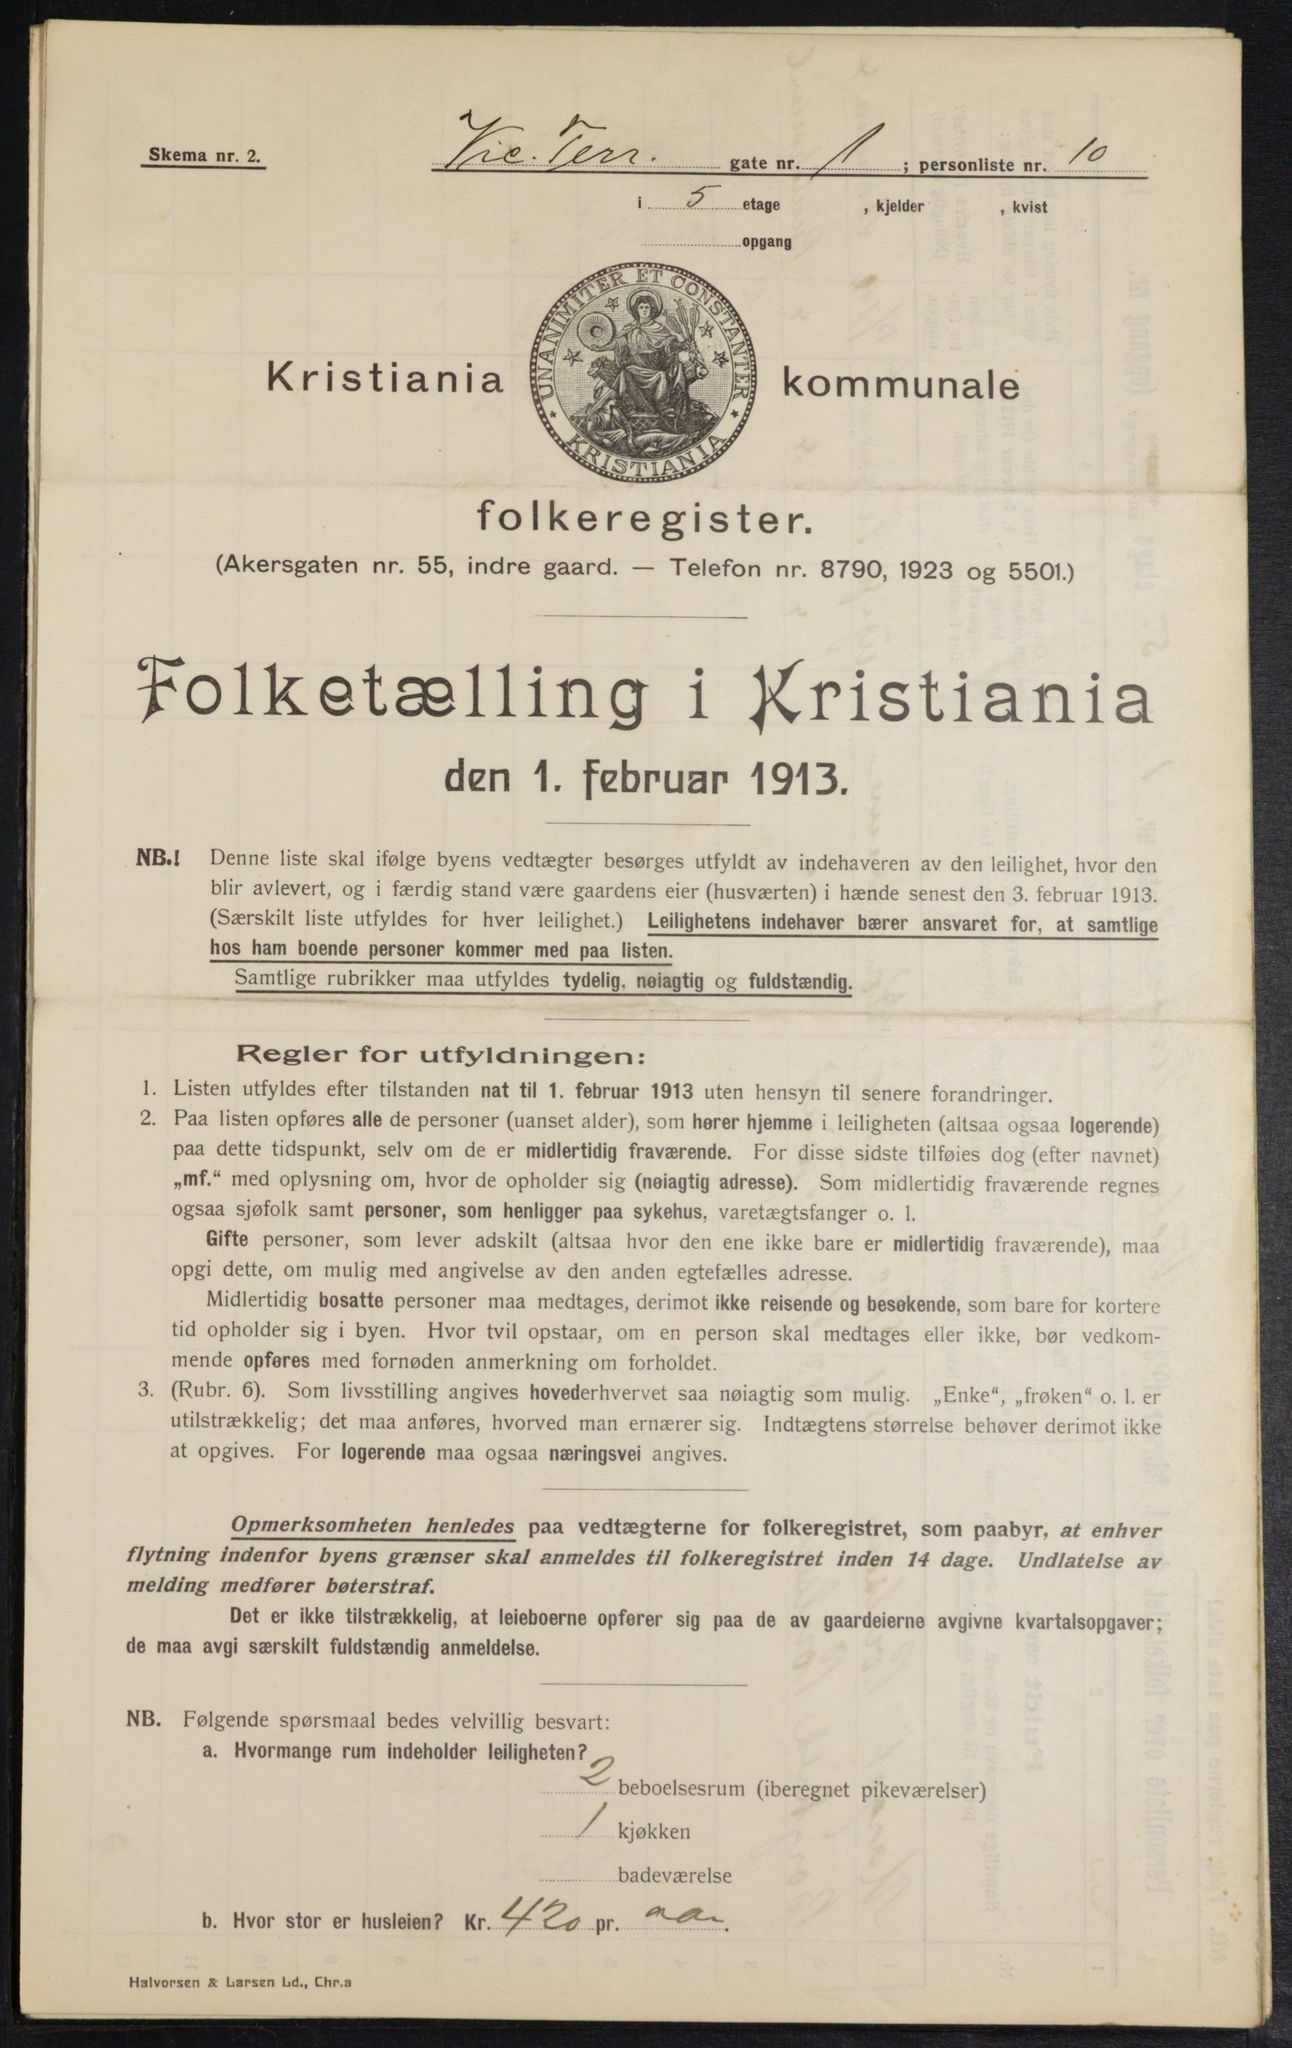 Skema nr. 2.
Vic. Terr. gate nr. 1; personliste nr. 10
i 5 etage , kjelder , kvist
opgang
UNANIMITER ET CONSTANTER
KRISTIANIA
Kristiania kommunale
folkeregister.
(Akersgaten nr. 55, indre gaard. — Telefon nr. 8790, 1923 og 5501.)
Folketælling i Kristiania
den 1. februar 1913.
NB.! Denne liste skal ifølge byens vedtægter besørges utfyldt av indehaveren av den leilighet, hvor den
blir avlevert, og i færdig stand være gaardens eier (husværten) i hænde senest den 3. februar 1913.
(Særskilt liste utfyldes for hver leilighet.) Leilighetens indehaver bærer ansvaret for, at samtlige
hos ham boende personer kommer med paa listen.
Samtlige rubrikker maa utfyldes tydelig, nøiagtig og fuldstændig.
Regler for utfyldningen:
1. Listen utfyldes efter tilstanden nat til 1. februar 1913 uten hensyn til senere forandringer.
2. Paa listen opføres alle de personer (uanset alder), som hører hjemme i leiligheten (altsaa ogsaa logerende)
paa dette tidspunkt, selv om de er midlertidig fraværende. For disse sidste tilføies dog (efter navnet)
„mf.“ med oplysning om, hvor de opholder sig (nøiagtig adresse). Som midlertidig fraværende regnes
ogsaa sjøfolk samt personer, som henligger paa sykehus, varetægtsfanger o. l.
Gifte personer, som lever adskilt (altsaa hvor den ene ikke bare er midlertidig fraværende), maa
opgi dette, om mulig med angivelse av den anden egtefælles adresse.
Midlertidig bosatte personer maa medtages, derimot ikke reisende og besøkende, som bare for kortere
tid opholder sig i byen. Hvor tvil opstaar, om en person skal medtages eller ikke, bør vedkom-
mende opføres med fornøden anmerkning om forholdet.
3. (Rubr. 6). Som livsstilling angives hovederhvervet saa nøiagtig som mulig. „Enke“, „frøken“ o. l. er
utilstrækkelig; det maa anføres, hvorved man ernærer sig. Indtægtens størrelse behøver derimot ikke
at opgives. For logerende maa ogsaa næringsvei angives.
Opmerksomheten henledes paa vedtægterne for folkeregistret, som paabyr, at enhver
flytning indenfor byens grænser skal anmeldes til folkeregistret inden 14 dage. Undlatelse av
melding medfører bøterstraf.
Det er ikke tilstrækkelig, at leieboerne opfører sig paa de av gaardeierne avgivne kvartalsopgaver;
de maa avgi særskilt fuldstændig anmeldelse.
NB. Følgende spørsmaal bedes velvillig besvart:
a. Hvormange rum indeholder leiligheten?
2 beboelsesrum (iberegnet pikeværelser)
1 kjøkken
badeværelse
b. Hvor stor er husleien? Kr. 420 pr. aar.
Halvorsen & Larsen Ld., Chr.a